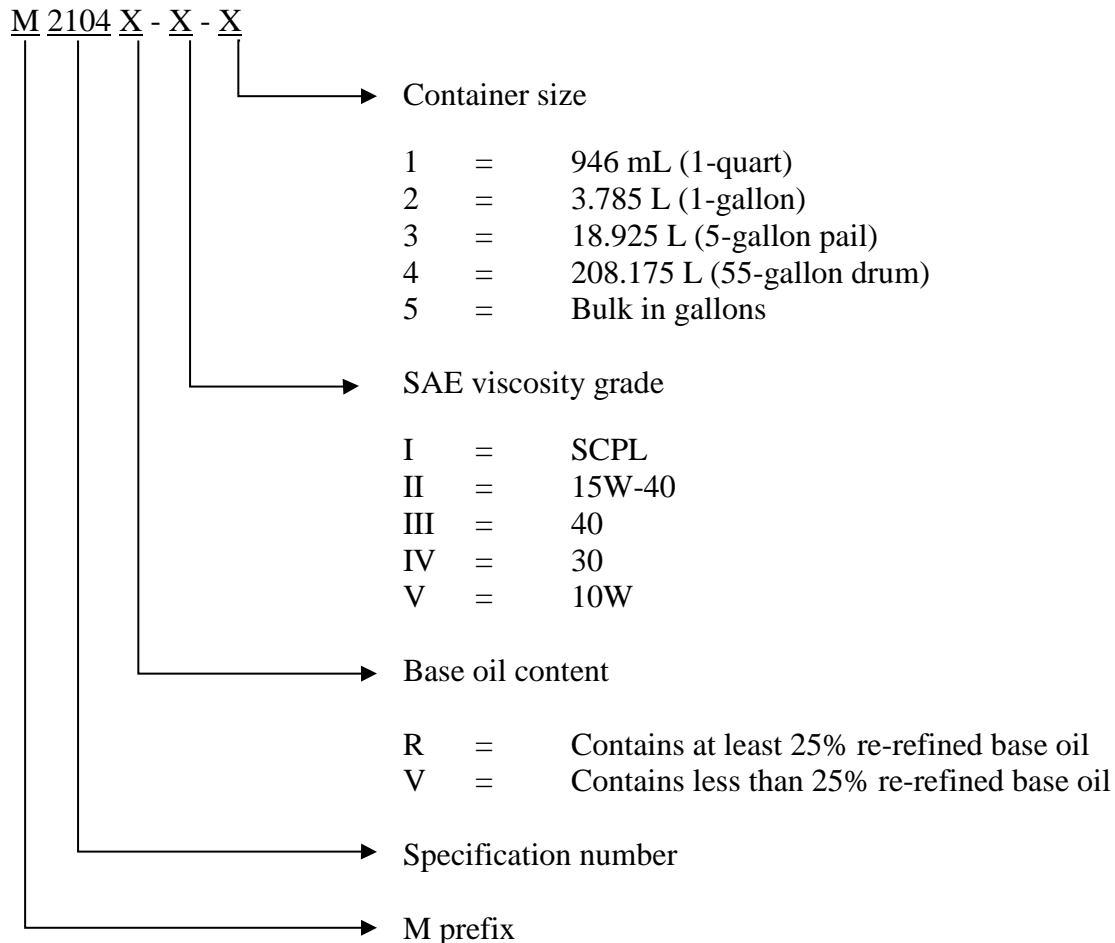 M 2104 X - X - X
Container size
1 = 946 mL (1-quart)
2 = 3.785 L (1-gallon)
3 = 18.925 L (5-gallon pail)
4 = 208.175 L (55-gallon drum)
5 = Bulk in gallons
SAE viscosity grade
I = SCPL
II = 15W-40
III = 40
IV = 30
V = 10W
Base oil content
R = Contains at least 25% re-refined base oil
V = Contains less than 25% re-refined base oil
Specification number
M prefix